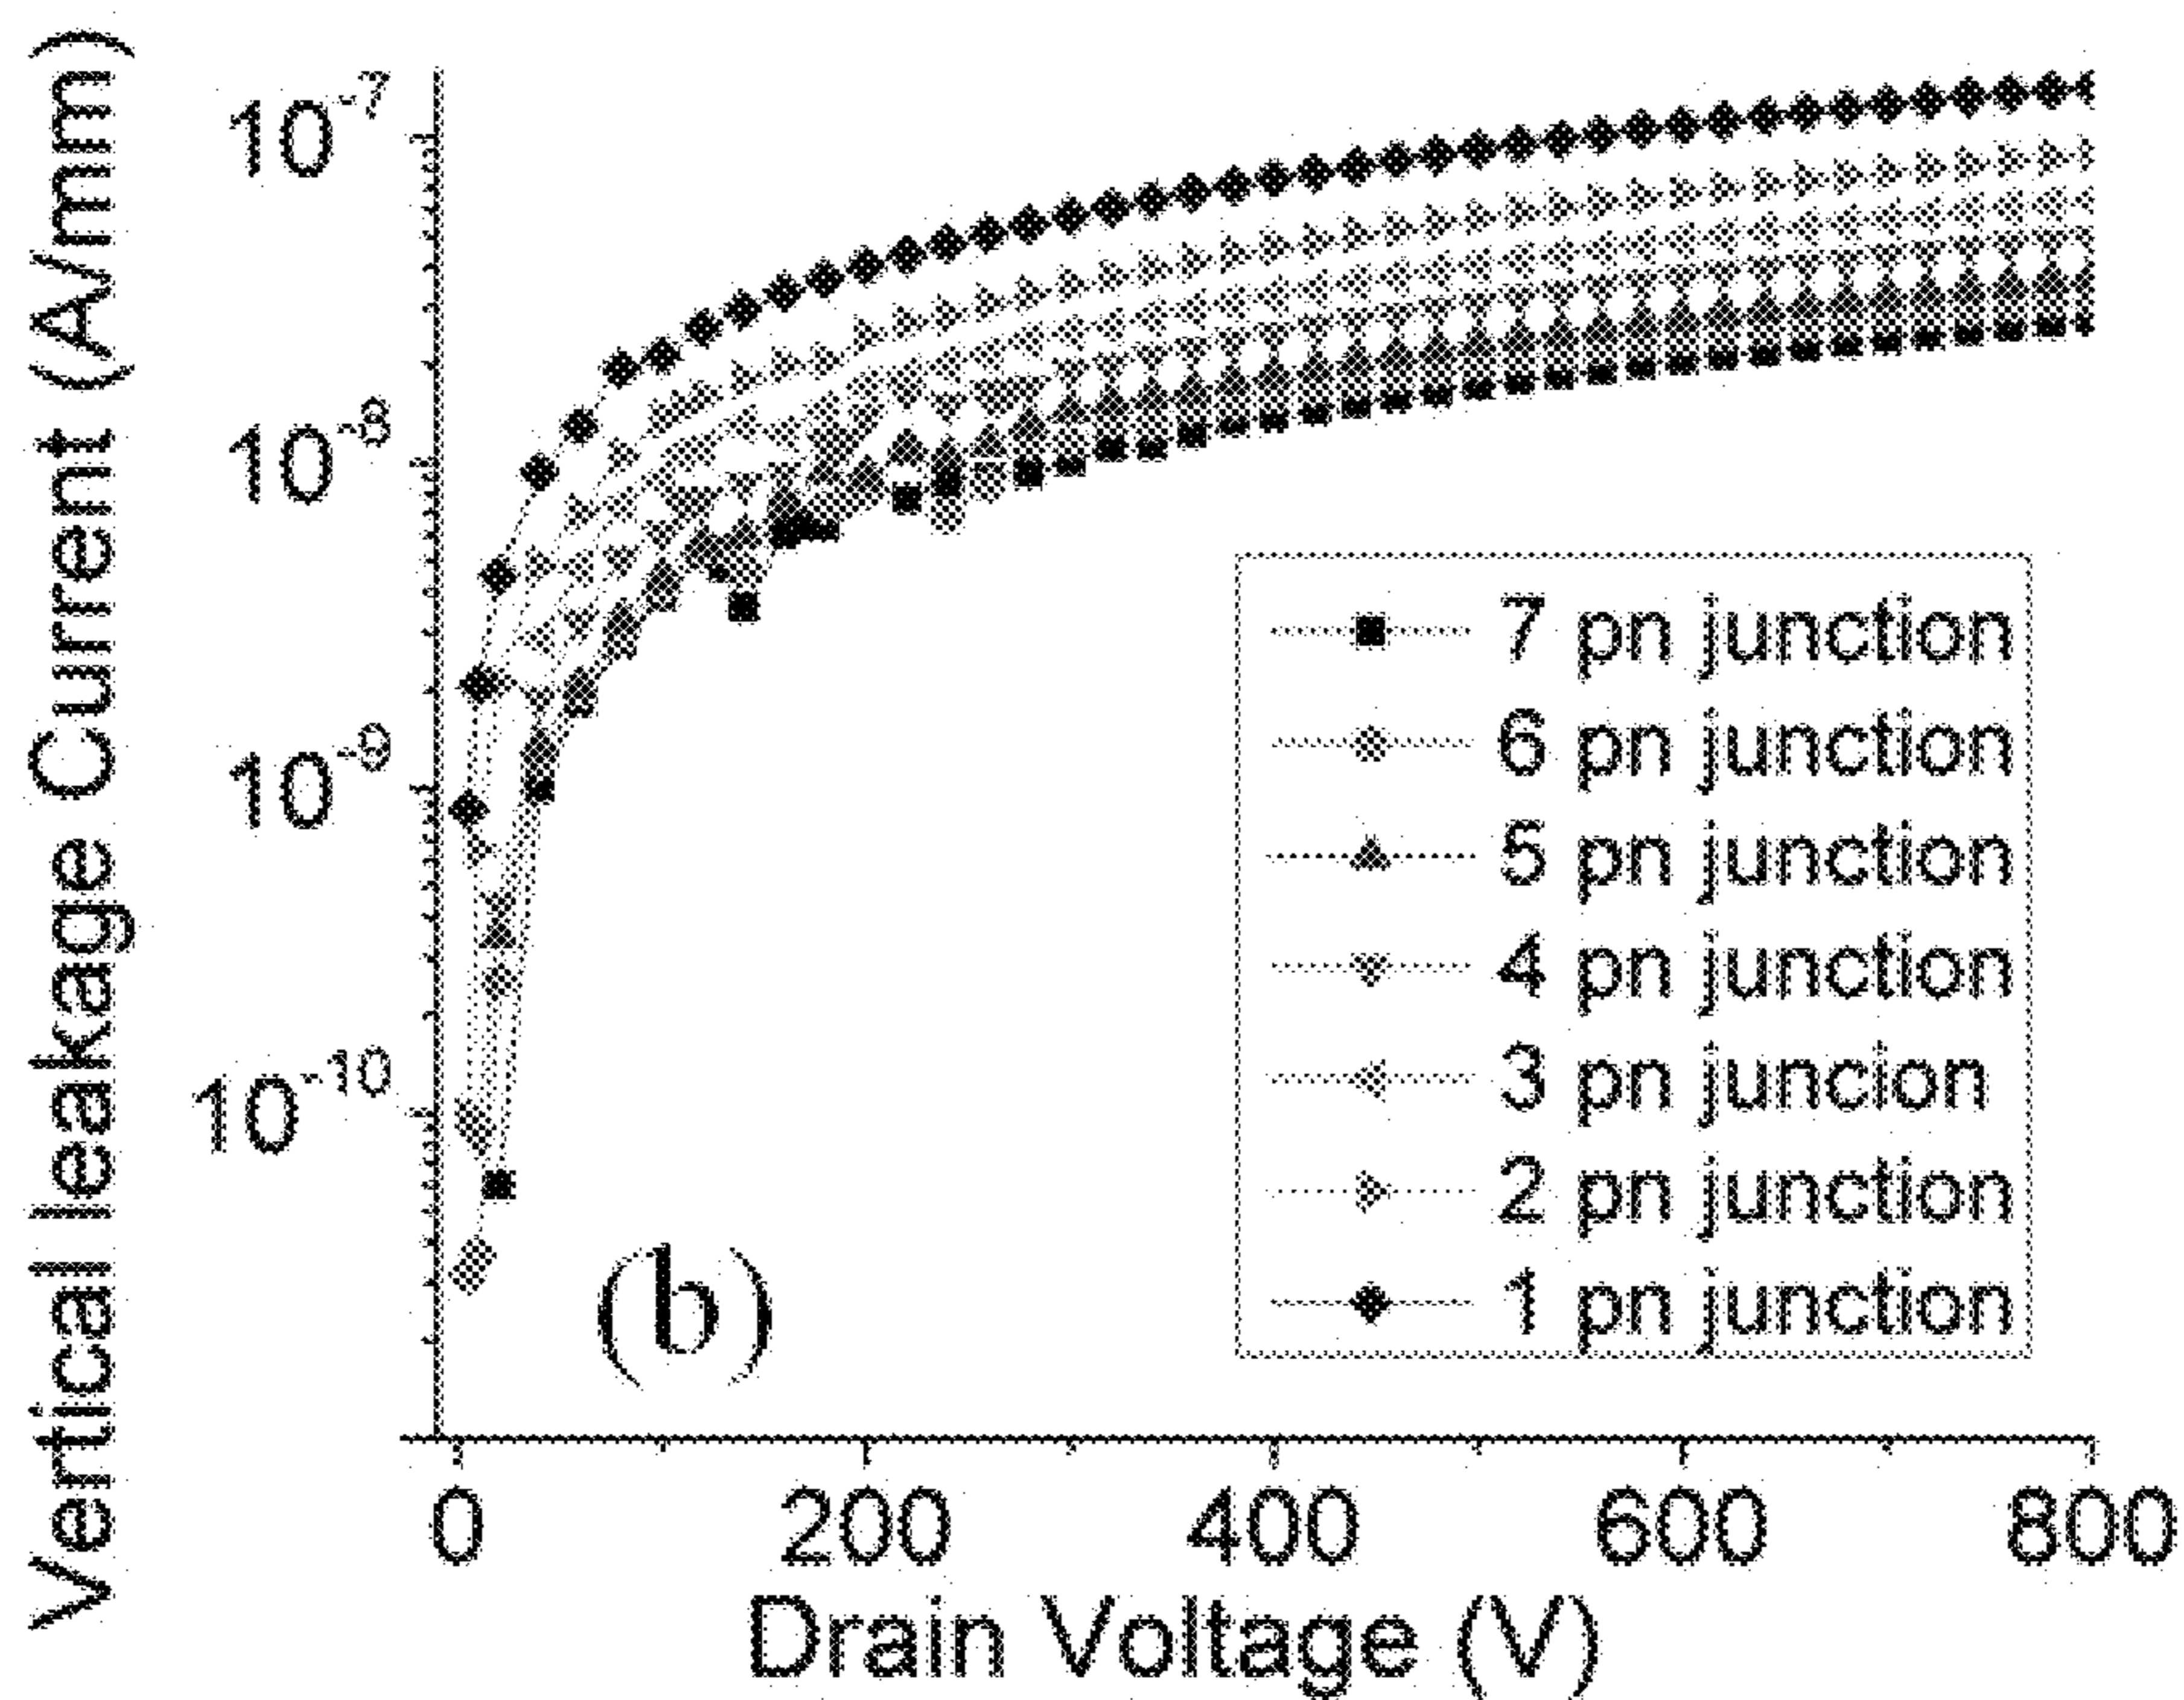 Vertical leakage Current (A/mm)
10-7
10-8
10-9
10-10
7 pn junction
6 pn junction
5 pn junction
4 pn junction
3 pn juncion
2 pn junction
1 pn junction
(b)
0 200 400 600 800
Drain Voltage (V)